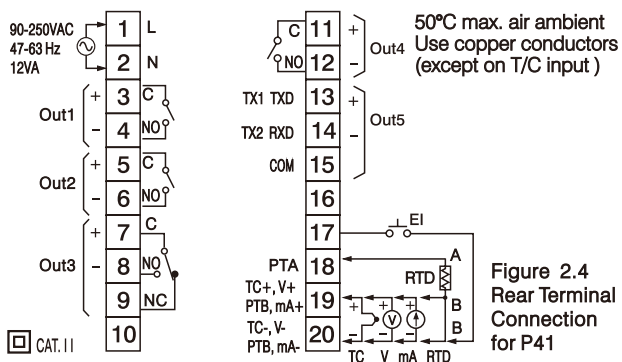 90-250VAC
47-63 Hz
12VA
1 L
2 N
Out1
+ 3 C
- 4 NO
Out2
+ 5 C
- 6 NO
Out3
+ 7 C
- 8 NO
9 NC
10
CAT.II
C 11 +
NO 12 -
Out4
TX1 TXD 13 +
TX2 RXD 14 -
Out5
COM 15
16
17 EI
PTA 18 A
RTD
TC+, V+
PTB, mA+
19 + + + B
V
TC-, V-
PTB, mA-
20 - - - B
TC V mA RTD
50°C max. air ambient
Use copper conductors
(except on T/C input )
Figure 2.4
Rear Terminal
Connection
for P41